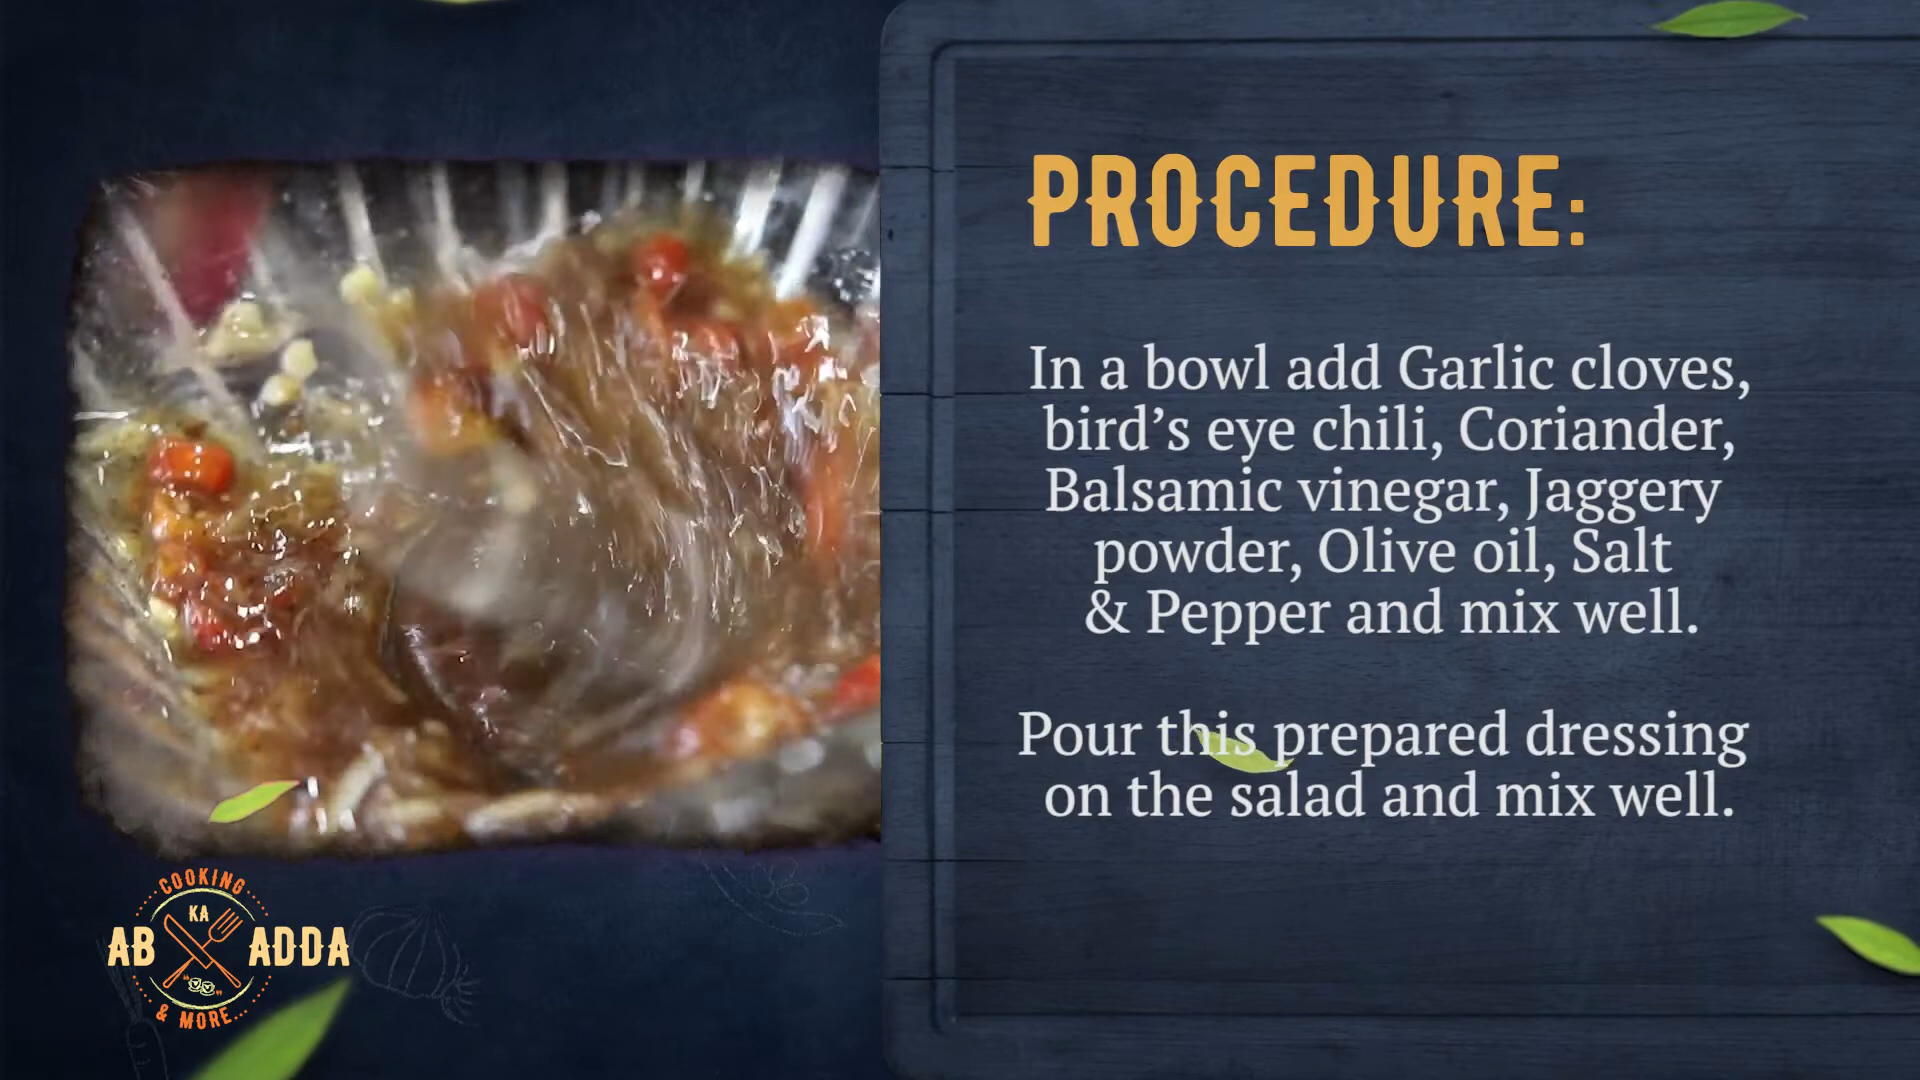 PROCEDURE:
In a bowl add Garlic cloves,
bird’s eye chili, Coriander,
Balsamic vinegar, Jaggery
powder, Olive oil, Salt
& Pepper and mix well.
Pour this prepared dressing
on the salad and mix well.
COOKING
KA
AB ADDA
& MORE...